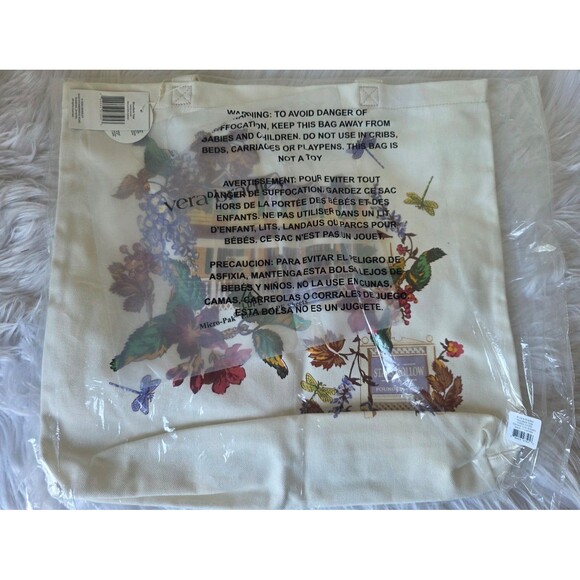 WARNING: TO AVOID DANGER OF
SUFFOCATION, KEEP THIS BAG AWAY FROM
BABIES AND CHILDREN. DO NOT USE IN CRIBS,
BEDS, CARRIAGES OR PLAYPENS. THIS BAG IS
NOT A TOY
vera
AVERTISSEMENT: POUR EVITER TOUT
DANGER DE SUFFOCATION, GARDEZ CE SAC
HORS DE LA PORTÉE DES BÉBÉS ET DES
ENFANTS. NE PAS UTILISER DANS UN LIT
D'ENFANT, LITS, LANDAUS OU PARCS POUR
BÉBÉS. CE SAC N'EST PAS UN JOUET.
PRECAUCION: PARA EVITAR EL PELIGRO DE
ASFIXIA, MANTENGA ESTA BOLSA LEJOS DE
BEBÉS Y NIÑOS. NO LA USE EN CUNAS,
CAMAS, CARREOLAS O CORRALES DE JUEGO
ESTA BOLSA NO ES UN JUGUETE.
Micro-Pak
STARS HOLLOW